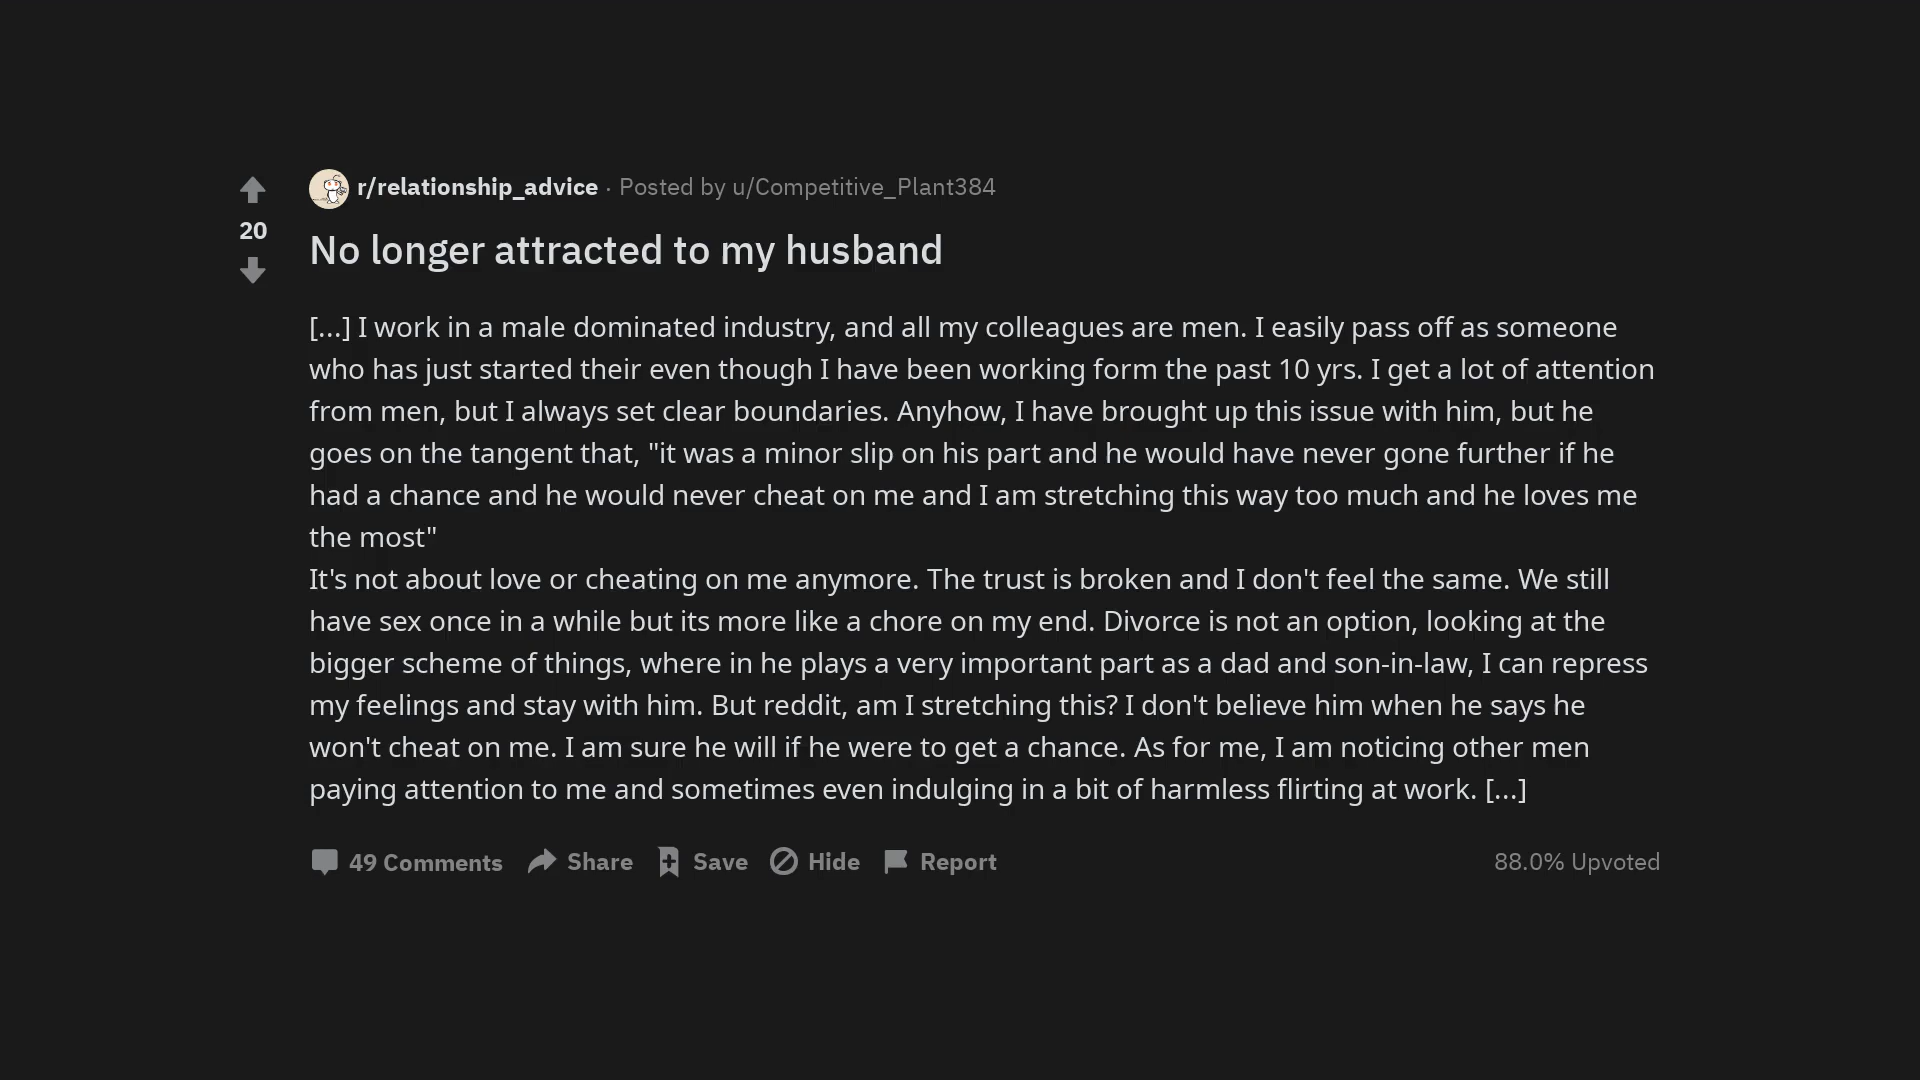 r/relationship_advice · Posted by u/Competitive_Plant384
20
No longer attracted to my husband
[...] I work in a male dominated industry, and all my colleagues are men. I easily pass off as someone
who has just started their even though I have been working form the past 10 yrs. I get a lot of attention
from men, but I always set clear boundaries. Anyhow, I have brought up this issue with him, but he
goes on the tangent that, "it was a minor slip on his part and he would have never gone further if he
had a chance and he would never cheat on me and I am stretching this way too much and he loves me
the most"
It's not about love or cheating on me anymore. The trust is broken and I don't feel the same. We still
have sex once in a while but its more like a chore on my end. Divorce is not an option, looking at the
bigger scheme of things, where in he plays a very important part as a dad and son-in-law, I can repress
my feelings and stay with him. But reddit, am I stretching this? I don't believe him when he says he
won't cheat on me. I am sure he will if he were to get a chance. As for me, I am noticing other men
paying attention to me and sometimes even indulging in a bit of harmless flirting at work. [...]
49 Comments Share Save Hide Report 88.0% Upvoted